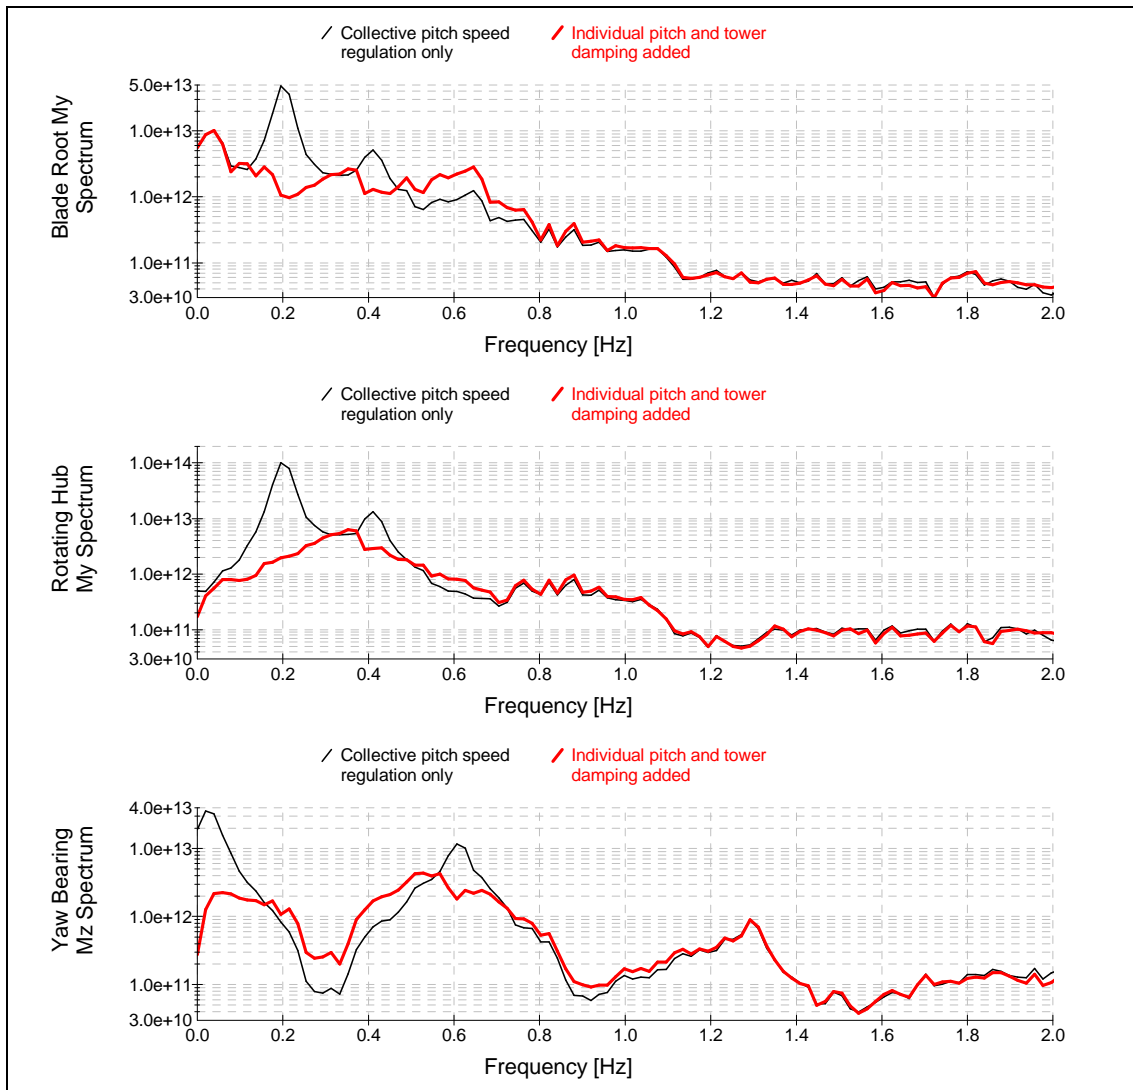 Collective pitch speed regulation only
Individual pitch and tower damping added
Blade Root My Spectrum
5.0e+13
1.0e+13
1.0e+12
1.0e+11
3.0e+10
0.0 0.2 0.4 0.6 0.8 1.0 1.2 1.4 1.6 1.8 2.0
Frequency [Hz]
Collective pitch speed regulation only
Individual pitch and tower damping added
Rotating Hub My Spectrum
1.0e+14
1.0e+13
1.0e+12
1.0e+11
3.0e+10
0.0 0.2 0.4 0.6 0.8 1.0 1.2 1.4 1.6 1.8 2.0
Frequency [Hz]
Collective pitch speed regulation only
Individual pitch and tower damping added
Yaw Bearing Mz Spectrum
4.0e+13
1.0e+13
1.0e+12
1.0e+11
3.0e+10
0.0 0.2 0.4 0.6 0.8 1.0 1.2 1.4 1.6 1.8 2.0
Frequency [Hz]